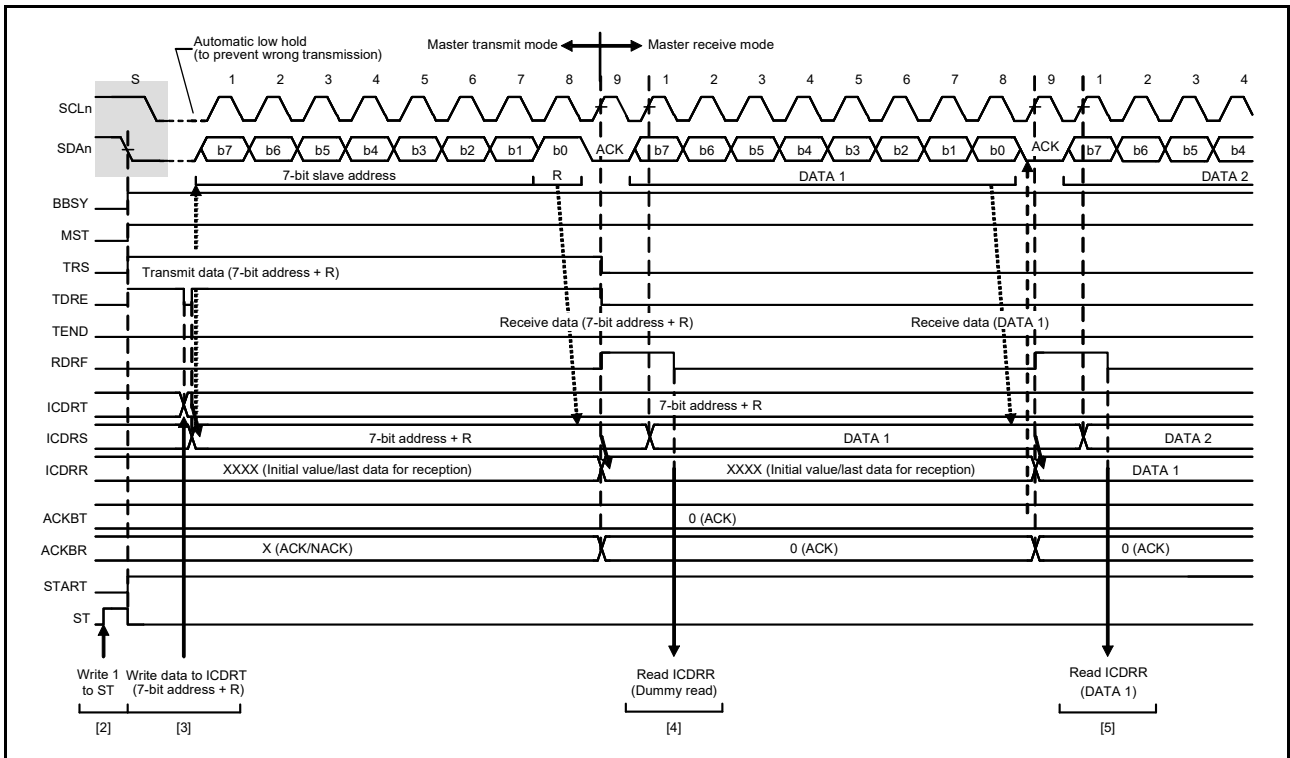 Automatic low hold
(to prevent wrong transmission)
Master transmit mode
Master receive mode
S 1 2 3 4 5 6 7 8 9 1 2 3 4 5 6 7 8 9 1 2 3 4
SCLn
SDAn b7 b6 b5 b4 b3 b2 b1 b0 ACK b7 b6 b5 b4 b3 b2 b1 b0 ACK b7 b6 b5 b4
7-bit slave address R DATA 1 DATA 2
BBSY
MST
TRS
Transmit data (7-bit address + R)
TDRE
Receive data (7-bit address + R) Receive data (DATA 1)
TEND
RDRF
ICDRT 7-bit address + R
ICDRS 7-bit address + R DATA 1 DATA 2
ICDRR XXXX (Initial value/last data for reception) XXXX (Initial value/last data for reception) DATA 1
ACKBT 0 (ACK)
ACKBR X (ACK/NACK) 0 (ACK) 0 (ACK)
START
ST
Write 1
to ST
[2]
Write data to ICDRT
(7-bit address + R)
[3]
Read ICDRR
(Dummy read)
[4]
Read ICDRR
(DATA 1)
[5]